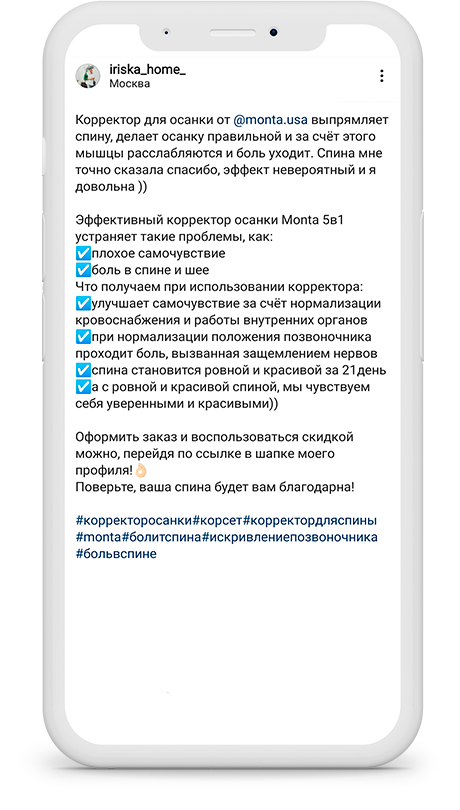 iriska_home_
Москва
Корректор для осанки от @monta.usa выпрямляет
спину, делает осанку правильной и за счёт этого
мышцы расслабляются и боль уходит. Спина мне
точно сказала спасибо, эффект невероятный и я
довольна ))
Эффективный корректор осанки Monta 5в1
устраняет такие проблемы, как:
☑️плохое самочувствие
☑️боль в спине и шее
Что получаем при использовании корректора:
☑️улучшает самочувствие за счёт нормализации
кровоснабжения и работы внутренних органов
☑️при нормализации положения позвоночника
проходит боль, вызванная защемлением нервов
☑️спина становится ровной и красивой за 21день
☑️а с ровной и красивой спиной, мы чувствуем
себя уверенными и красивыми))
Оформить заказ и воспользоваться скидкой
можно, перейдя по ссылке в шапке моего
профиля!👌🏻
Поверьте, ваша спина будет вам благодарна!
#корректоросанки#корсет#корректордляспины
#monta#болитспина#искривлениепозвоночника
#больвспине